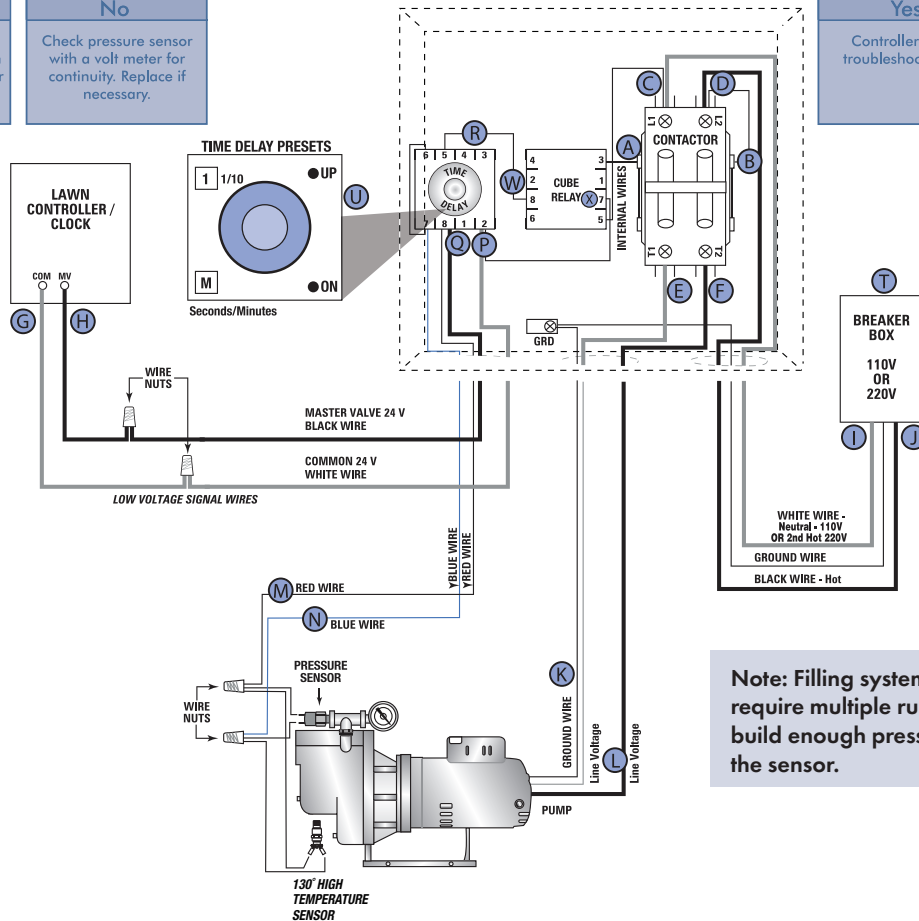 No
Check pressure sensor
with a volt meter for
continuity. Replace if
necessary.
Yes
Controller
troubleshoo
TIME DELAY PRESETS
1 1/10
UP
M
ON
Seconds/Minutes
U
LAWN
CONTROLLER /
CLOCK
COM MV
G
H
R
6 5 4 3
TIME
DELAY
8 1 2
Q
P
W
4
2
8
6
CUBE
RELAY
X
3
1
7
5
INTERNAL WIRES
A
B
C
D
L1
L2
CONTACTOR
T1
T2
E
F
GRD
T
BREAKER
BOX
110V
OR
220V
I
J
WIRE
NUTS
MASTER VALVE 24 V
BLACK WIRE
COMMON 24 V
WHITE WIRE
LOW VOLTAGE SIGNAL WIRES
WHITE WIRE -
Neutral - 110V
OR 2nd Hot 220V
GROUND WIRE
BLACK WIRE - Hot
BLUE WIRE
RED WIRE
M
RED WIRE
N
BLUE WIRE
PRESSURE
SENSOR
WIRE
NUTS
K
GROUND WIRE
Line Voltage
L
Line Voltage
PUMP
130° HIGH
TEMPERATURE
SENSOR
Note: Filling system
require multiple ru
build enough press
the sensor.